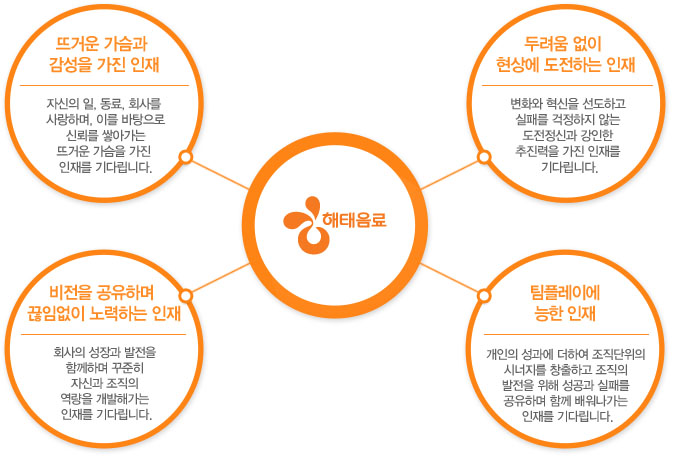 뜨거운 가슴과
감성을 가진 인재
자신의 일, 동료, 회사를
사랑하며, 이를 바탕으로
신뢰를 쌓아가는
뜨거운 가슴을 가진
인재를 기다립니다.
두려움 없이
현상에 도전하는 인재
변화와 혁신을 선도하고
실패를 걱정하지 않는
도전정신과 강인한
추진력을 가진 인재를
기다립니다.
해태음료
비전을 공유하며
끊임없이 노력하는 인재
회사의 성장과 발전을
함께하며 꾸준히
자신과 조직의
역량을 개발해가는
인재를 기다립니다.
팀플레이에
능한 인재
개인의 성과에 더하여 조직단위의
시너지를 창출하고 조직의
발전을 위해 성공과 실패를
공유하며 함께 배워나가는
인재를 기다립니다.